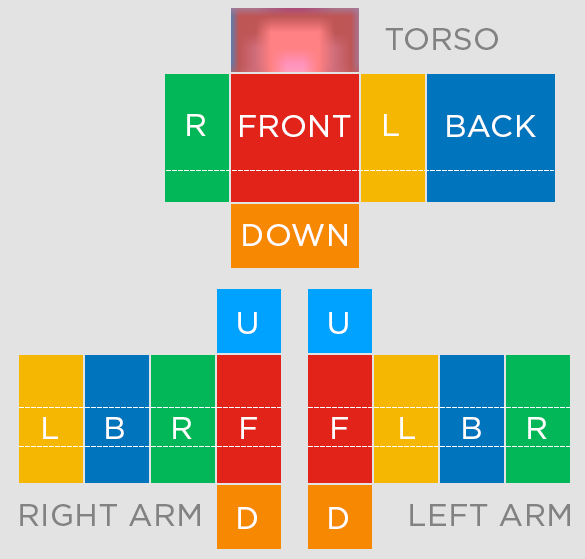 TORSO
R FRONT L BACK
DOWN
U U
L B R F F L B R
RIGHT ARM D D LEFT ARM